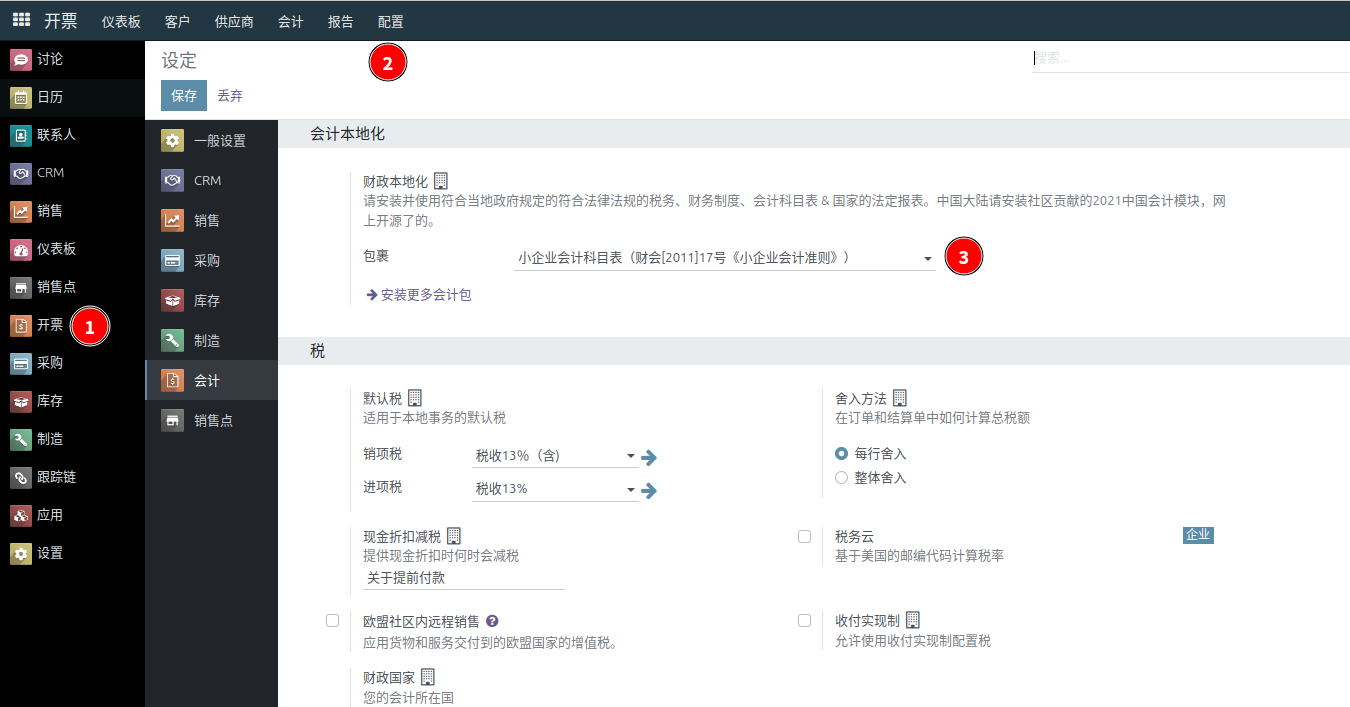 开票 仪表板 客户 供应商 会计 报告 配置
讨论
日历
联系人
CRM
销售
仪表板
销售点
开票 1
采购
库存
制造
跟踪链
应用
设置
设定
2
搜索...
保存 丢弃
一般设置
CRM
销售
采购
库存
制造
会计
销售点
会计本地化
财政本地化
请安装并使用符合当地政府规定的符合法律法规的税务、财务制度、会计科目表 & 国家的法定报表。中国大陆请安装社区贡献的2021中国会计模块，网
上开源了的。
包裹 小企业会计科目表（财会[2011]17号《小企业会计准则》） 3
安装更多会计包
税
默认税
适用于本地事务的默认税
销项税 税收13%（含）
进项税 税收13%
舍入方法
在订单和结算单中如何计算总税额
每行舍入
整体舍入
现金折扣减税
提供现金折扣时何时会减税
关于提前付款
税务云 企业
基于美国的邮编代码计算税率
欧盟社区内远程销售 ?
应用货物和服务交付到的欧盟国家的增值税。
收付实现制
允许使用收付实现制配置税
财政国家
您的会计所在国